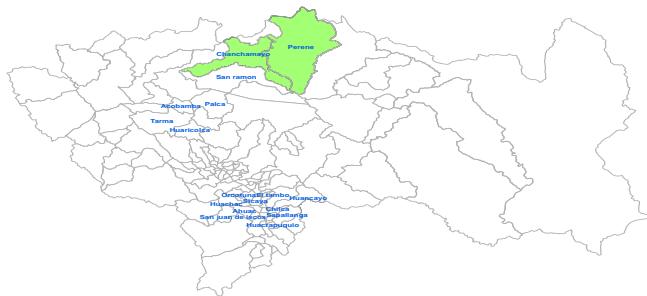 Perene
Chanchamayo
San ramon
Acobamba
Palca
Tarma
Huaricolca
Orcotuna
El tambo
Sicaya
Huancayo
Huachac
Ahuac
Chilca
San juan de iscos
Sapallanga
Huacrapuquio